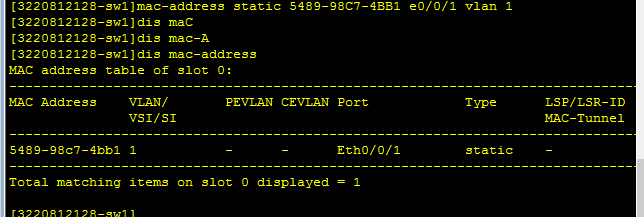 [3220812128-sw1]mac-address static 5489-98C7-4BB1 e0/0/1 vlan 1
[3220812128-sw1]dis maC
[3220812128-sw1]dis mac-A
[3220812128-sw1]dis mac-address
MAC address table of slot 0:
-------------------------------------------------------------------------------
MAC Address    VLAN/       PEVLAN CEVLAN Port            Type      LSP/LSR-ID
VSI/SI                                              MAC-Tunnel
-------------------------------------------------------------------------------
5489-98c7-4bb1 1           -      -      Eth0/0/1        static    -
-------------------------------------------------------------------------------
Total matching items on slot 0 displayed = 1
[3220812128-sw1]